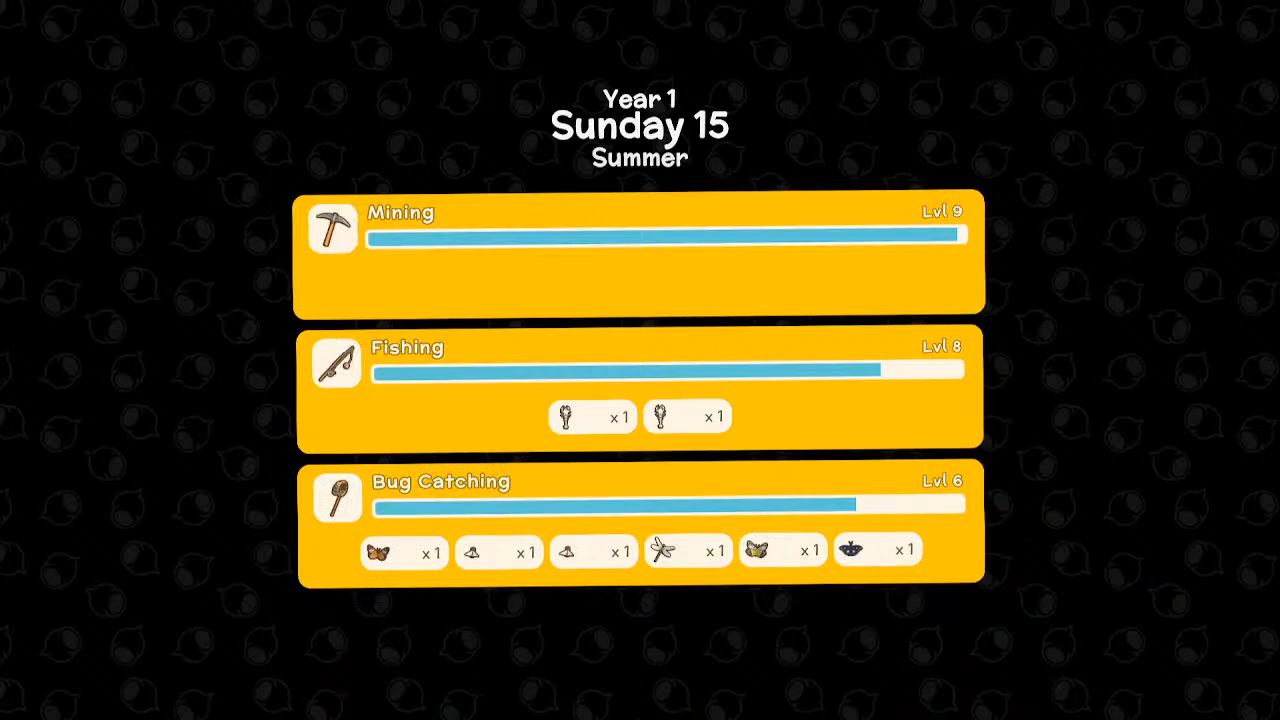 Year 1
Sunday 15
Summer
Mining
Lvl 9
Fishing
Lvl 8
x 1
x 1
Bug Catching
Lvl 6
x 1
x 1
x 1
x 1
x 1
x 1